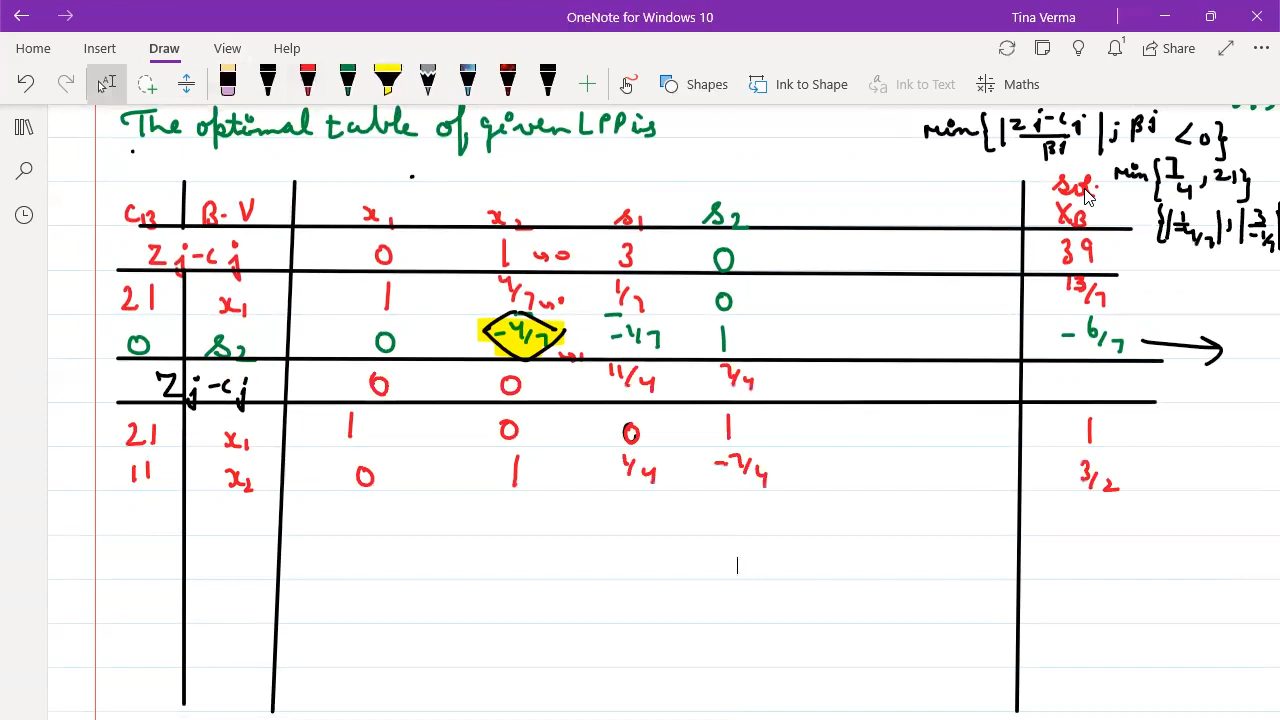 OneNote for Windows 10
Tina Verma
Home Insert Draw View Help
Share
Shapes Ink to Shape Ink to Text Maths
The optimal table of given LPP is
Min{|zj-cj/βj| ; βj < 0}
Min{7/4, 21}
CB B.V x1 x2 s1 s2 Sol. XB
Zj-cj 0 1 3 0 39
21 x1 1 4/7 1/7 0 13/7
0 s2 0 -4/7 -1/7 1 -6/7
Zj-cj 0 0 11/4 7/4
21 x1 1 0 0 1 1
11 x2 0 1 1/4 -7/4 3/2